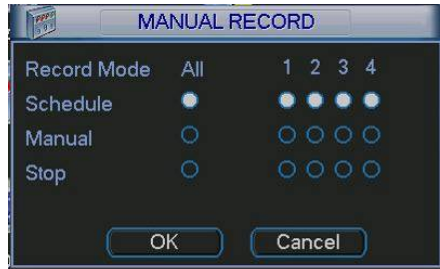 MANUAL RECORD
Record Mode All 1 2 3 4
Schedule
Manual
Stop
OK Cancel